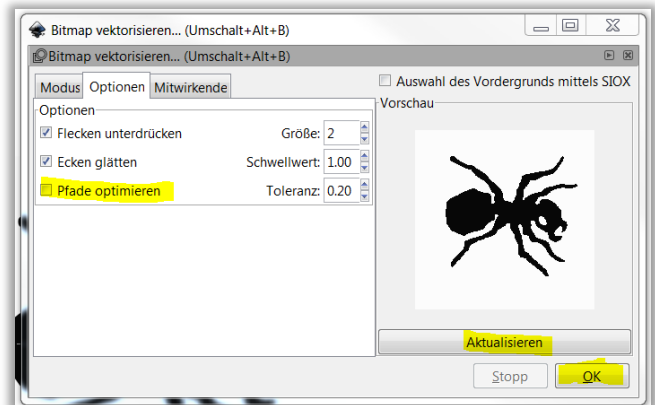 Bitmap vektorisieren... (Umschalt+Alt+B)
Bitmap vektorisieren... (Umschalt+Alt+B)
Modus Optionen Mitwirkende
Auswahl des Vordergrunds mittels SIOX
Optionen
Vorschau
Flecken unterdrücken Größe: 2
Ecken glätten Schwellwert: 1.00
Pfade optimieren Toleranz: 0.20
Aktualisieren
Stopp OK